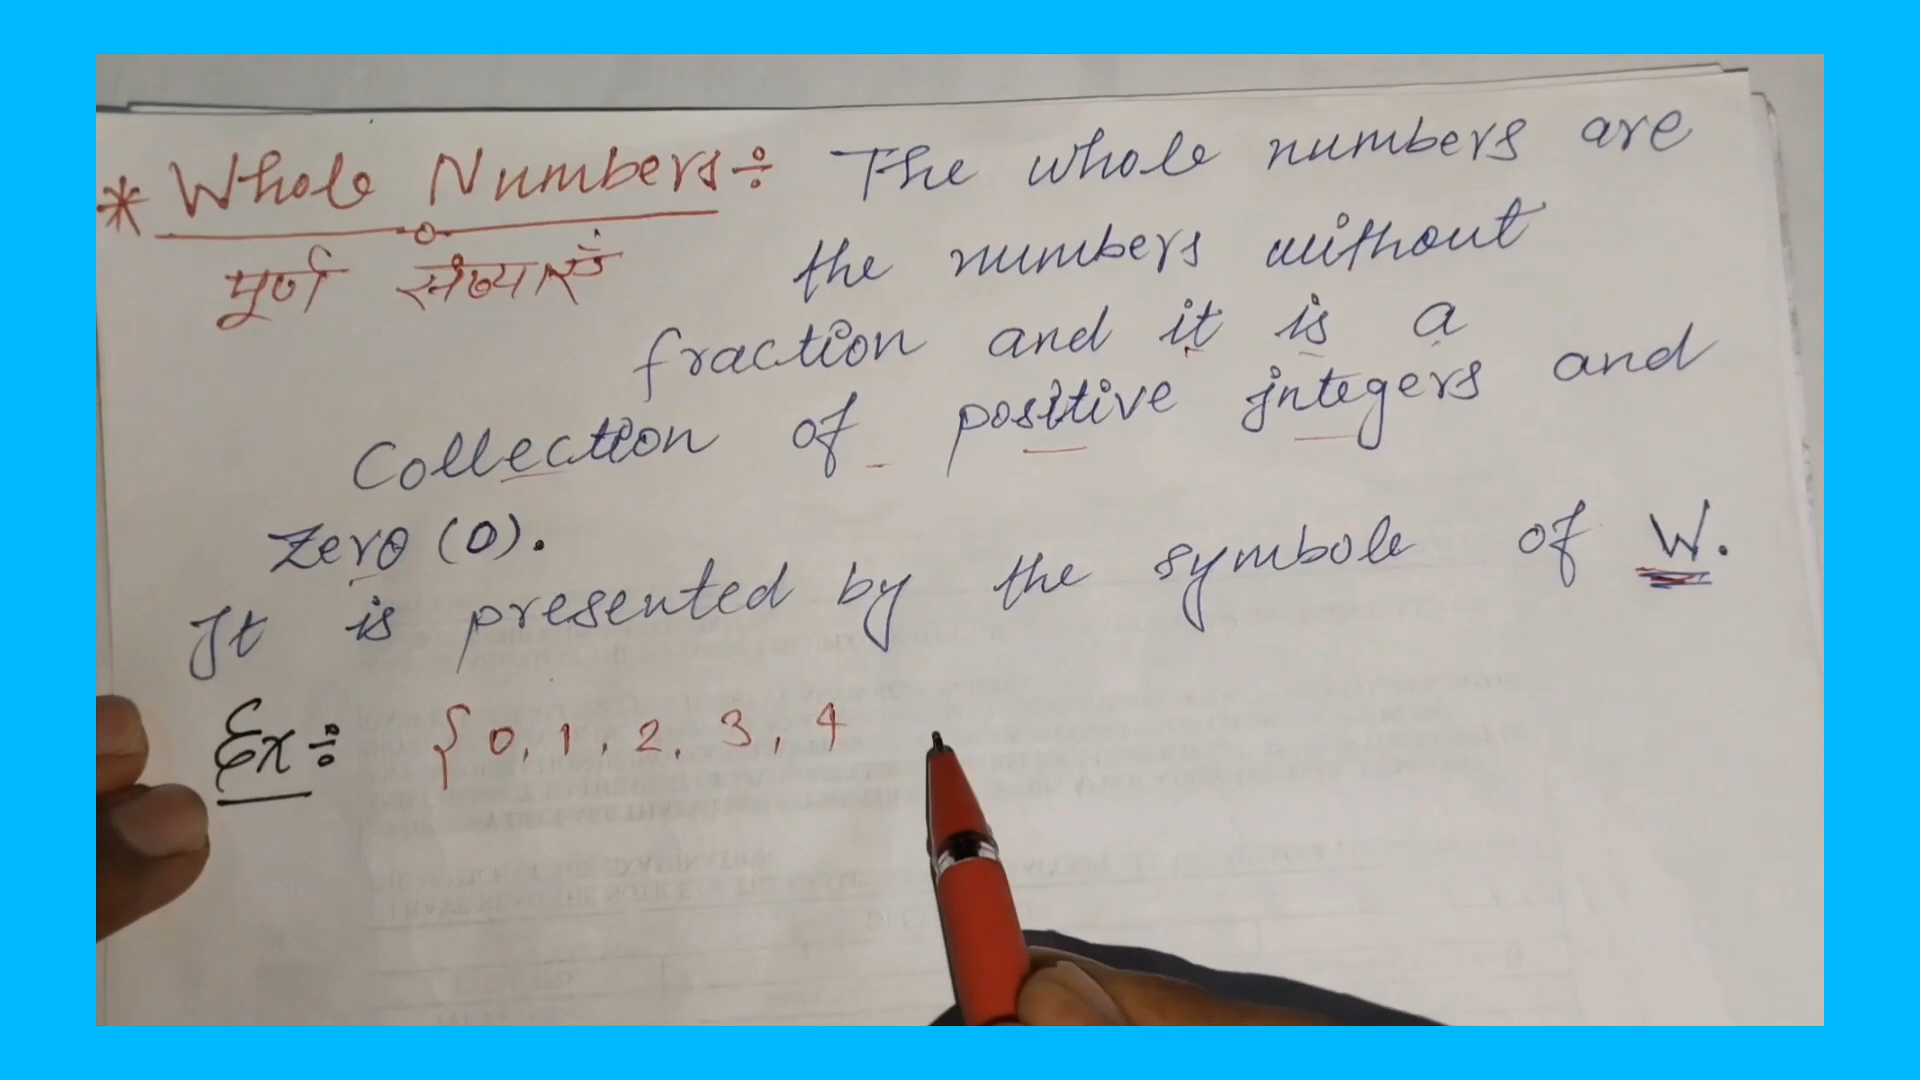 * Whole Numbers÷ The whole numbers are
पूर्ण संख्याएँ the numbers without
fraction and it is a
Collection of positive integers and
Zero (0).
It is presented by the symbole of W.
Ex÷ { 0, 1, 2, 3, 4